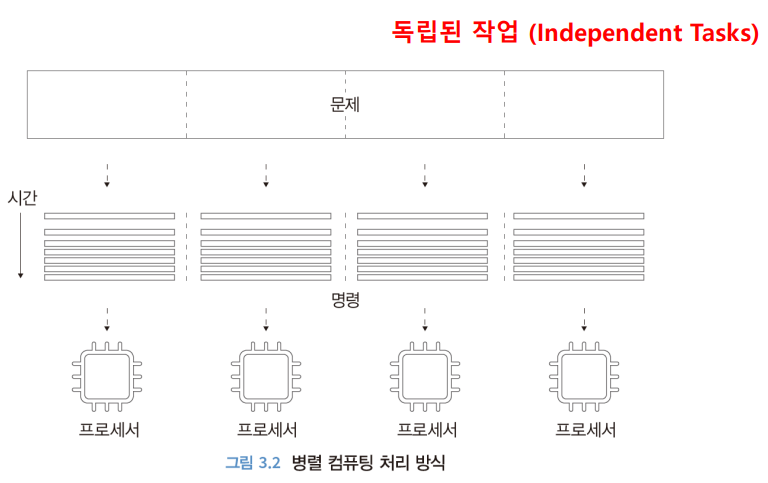 독립된 작업 (Independent Tasks)
문제
시간
명령
프로세서 프로세서 프로세서 프로세서
그림 3.2 병렬 컴퓨팅 처리 방식